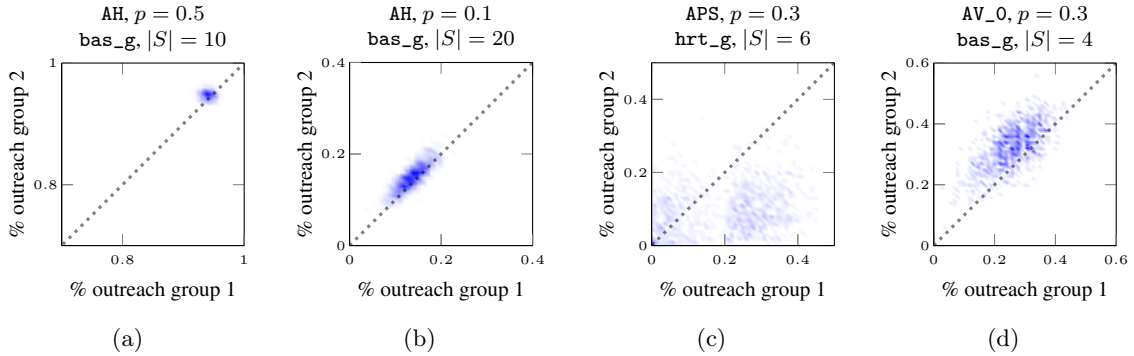 AH, p = 0.5
bas_g, |S| = 10
% outreach group 2
1
0.8
0.8
1
% outreach group 1
(a)
AH, p = 0.1
bas_g, |S| = 20
% outreach group 2
0.4
0.2
0
0
0.2
0.4
% outreach group 1
(b)
APS, p = 0.3
hrt_g, |S| = 6
% outreach group 2
0.4
0.2
0
0
0.2
0.4
% outreach group 1
(c)
AV_0, p = 0.3
bas_g, |S| = 4
% outreach group 2
0.6
0.4
0.2
0
0
0.2
0.4
0.6
% outreach group 1
(d)